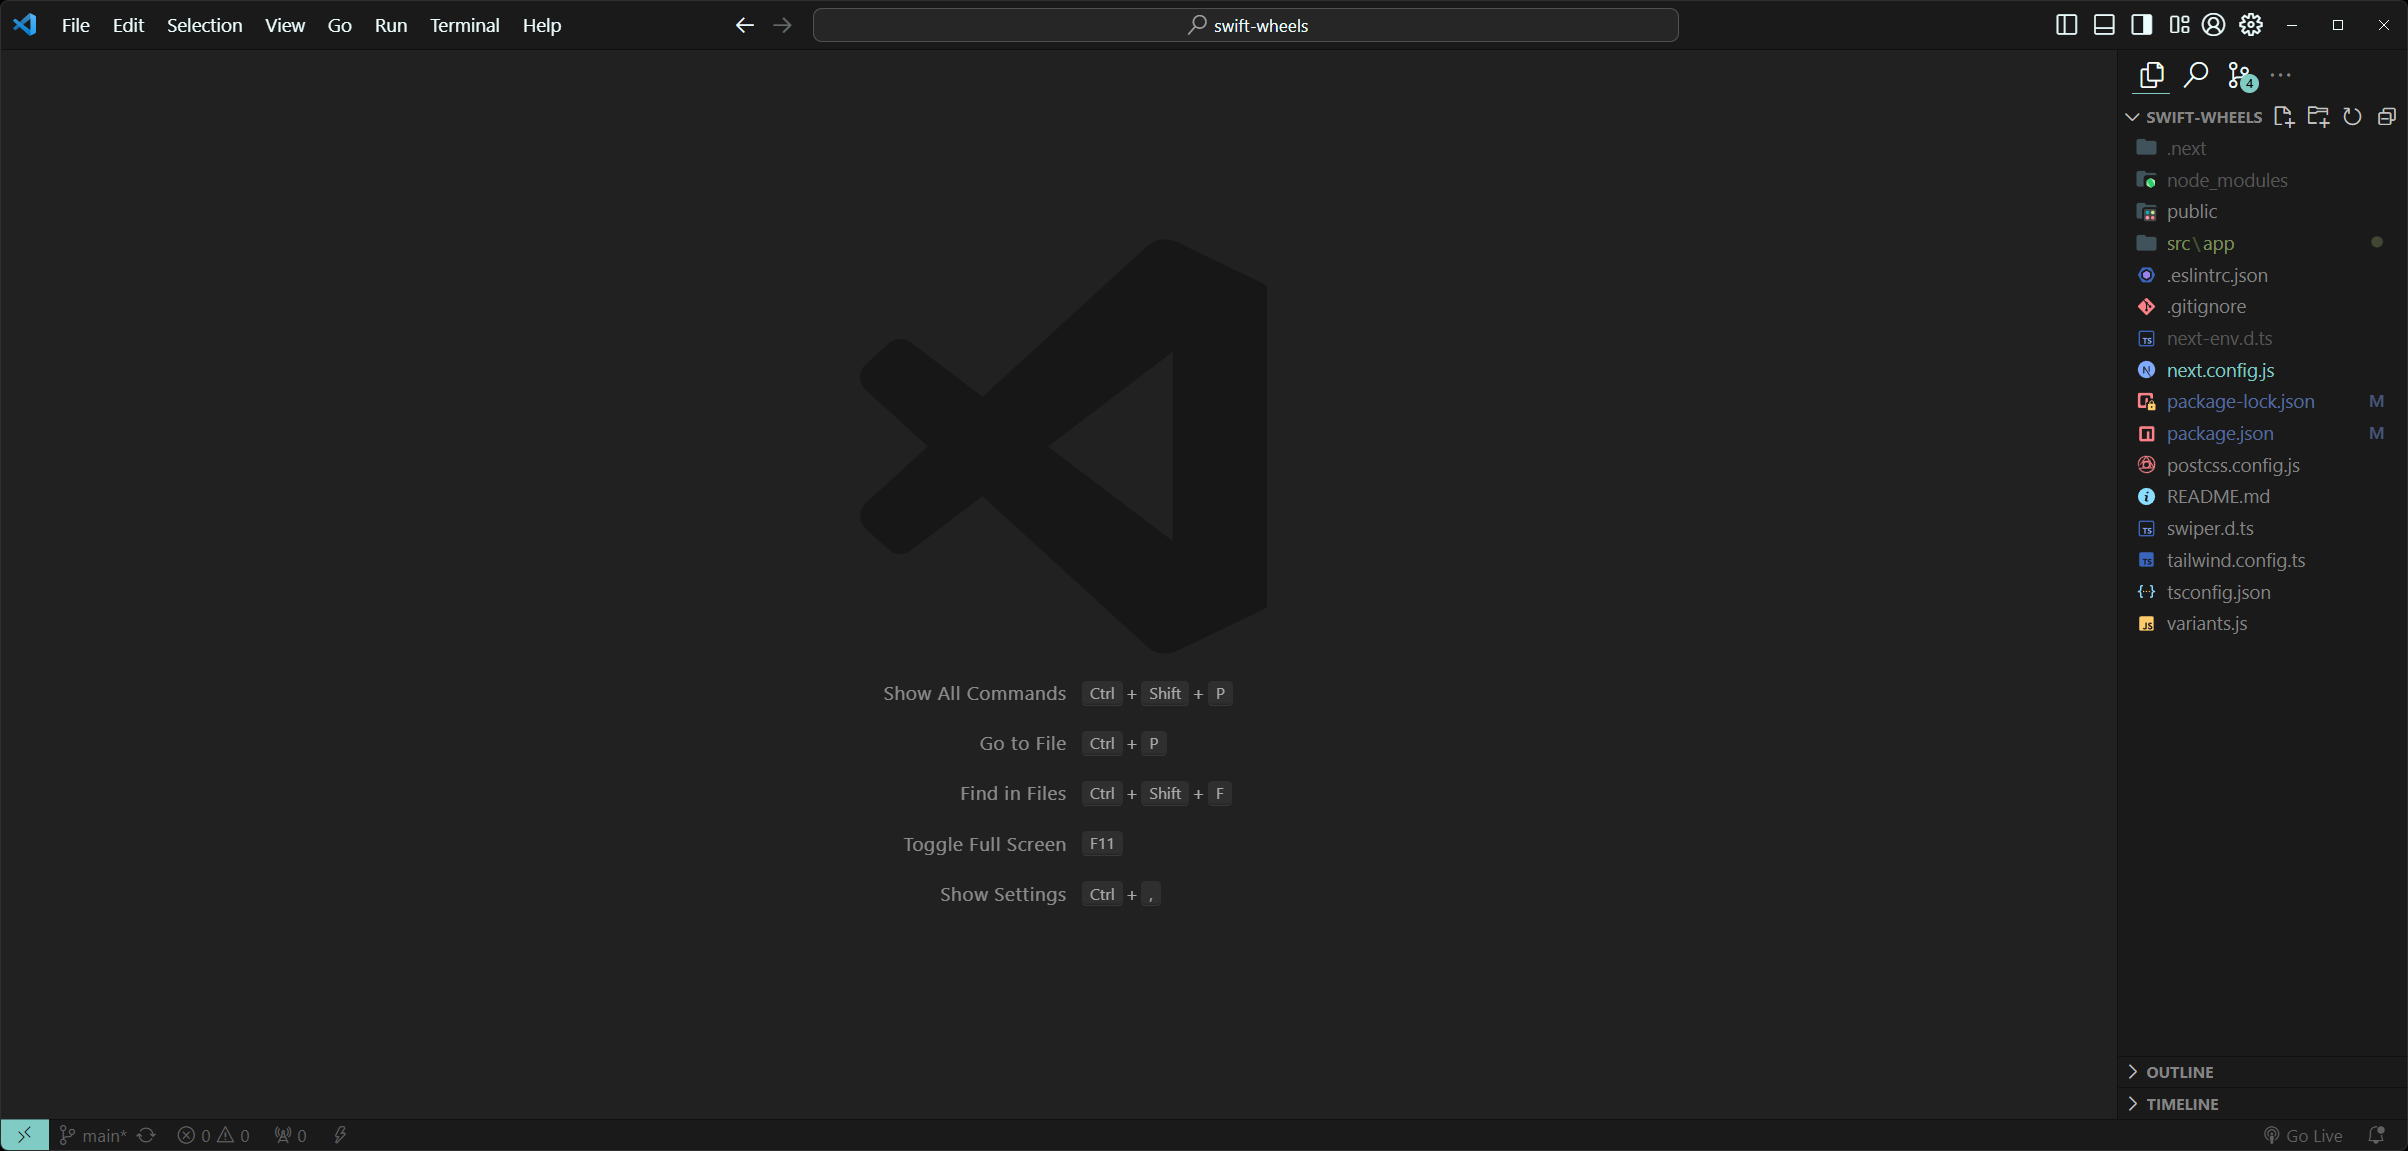 File Edit Selection View Go Run Terminal Help
swift-wheels
4
SWIFT-WHEELS
.next
node_modules
public
src\app
.eslintrc.json
.gitignore
next-env.d.ts
next.config.js
package-lock.json M
package.json M
postcss.config.js
README.md
swiper.d.ts
tailwind.config.ts
tsconfig.json
variants.js
Show All Commands Ctrl + Shift + P
Go to File Ctrl + P
Find in Files Ctrl + Shift + F
Toggle Full Screen F11
Show Settings Ctrl + ,
OUTLINE
TIMELINE
main* 0 0 0 Go Live